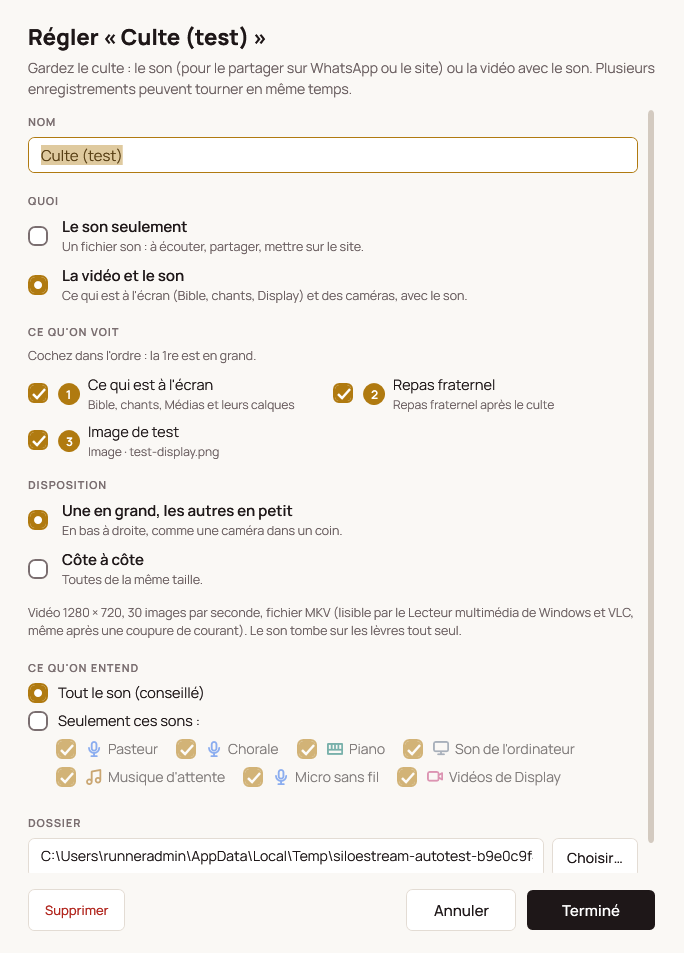 Régler « Culte (test) »
Gardez le culte : le son (pour le partager sur WhatsApp ou le site) ou la vidéo avec le son. Plusieurs
enregistrements peuvent tourner en même temps.
NOM
Culte (test)
QUOI
Le son seulement
Un fichier son : à écouter, partager, mettre sur le site.
La vidéo et le son
Ce qui est à l'écran (Bible, chants, Display) et des caméras, avec le son.
CE QU'ON VOIT
Cochez dans l'ordre : la 1re est en grand.
1 Ce qui est à l'écran
Bible, chants, Médias et leurs calques
2 Repas fraternel
Repas fraternel après le culte
3 Image de test
Image · test-display.png
DISPOSITION
Une en grand, les autres en petit
En bas à droite, comme une caméra dans un coin.
Côte à côte
Toutes de la même taille.
Vidéo 1280 × 720, 30 images par seconde, fichier MKV (lisible par le Lecteur multimédia de Windows et VLC,
même après une coupure de courant). Le son tombe sur les lèvres tout seul.
CE QU'ON ENTEND
Tout le son (conseillé)
Seulement ces sons :
Pasteur Chorale Piano Son de l'ordinateur
Musique d'attente Micro sans fil Vidéos de Display
DOSSIER
C:\Users\runneradmin\AppData\Local\Temp\siloestream-autotest-b9e0c9f Choisir...
Supprimer Annuler Terminé